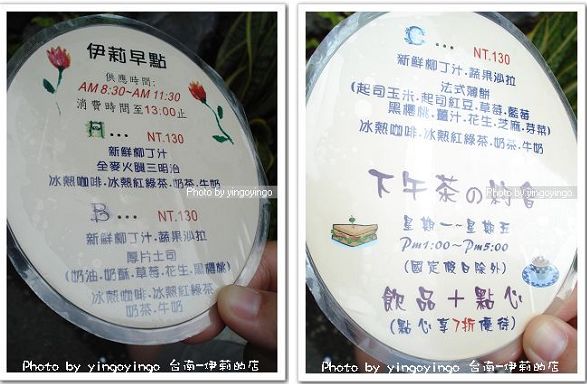 伊莉早點
供應時間:
AM 8:30~AM 11:30
消費時間至13:00止
A... NT.130
新鮮柳丁汁
全麥火腿三明治
冰熱咖啡.冰熱紅綠茶.奶茶.牛奶
Photo by yingoyingo
B... NT.130
新鮮柳丁汁.蔬果沙拉
厚片土司
(奶油.奶酥.草莓.花生.黑櫻桃)
冰熱咖啡.冰熱紅綠茶
奶茶.牛奶
Photo by yingoyingo 台南-伊莉的店
C... NT.130
新鮮柳丁汁.蔬果沙拉
法式薄餅
(起司玉米.起司紅豆.草莓.藍莓
黑櫻桃.薑汁.花生.芝麻.芽菜)
冰熱咖啡.冰熱紅綠茶.奶茶.牛奶
下午茶の約會
Photo by yingoyingo
星期一~星期五
Pm1:00~Pm5:00
(國定假日除外)
飲品+點心
(點心享7折優待)
Photo by yingoyingo 台南-伊莉的店